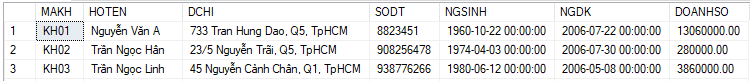 MAKH HOTEN DCHI SODT NGSINH NGDK DOANHSO
1 KH01 Nguyễn Văn A 733 Tran Hung Dao, Q5, TpHCM 8823451 1960-10-22 00:00:00 2006-07-22 00:00:00 13060000.00
2 KH02 Trần Ngọc Hân 23/5 Nguyễn Trãi, Q5, TpHCM 908256478 1974-04-03 00:00:00 2006-07-30 00:00:00 280000.00
3 KH03 Trần Ngọc Linh 45 Nguyễn Cảnh Chân, Q1, TpHCM 938776266 1980-06-12 00:00:00 2006-05-08 00:00:00 3860000.00